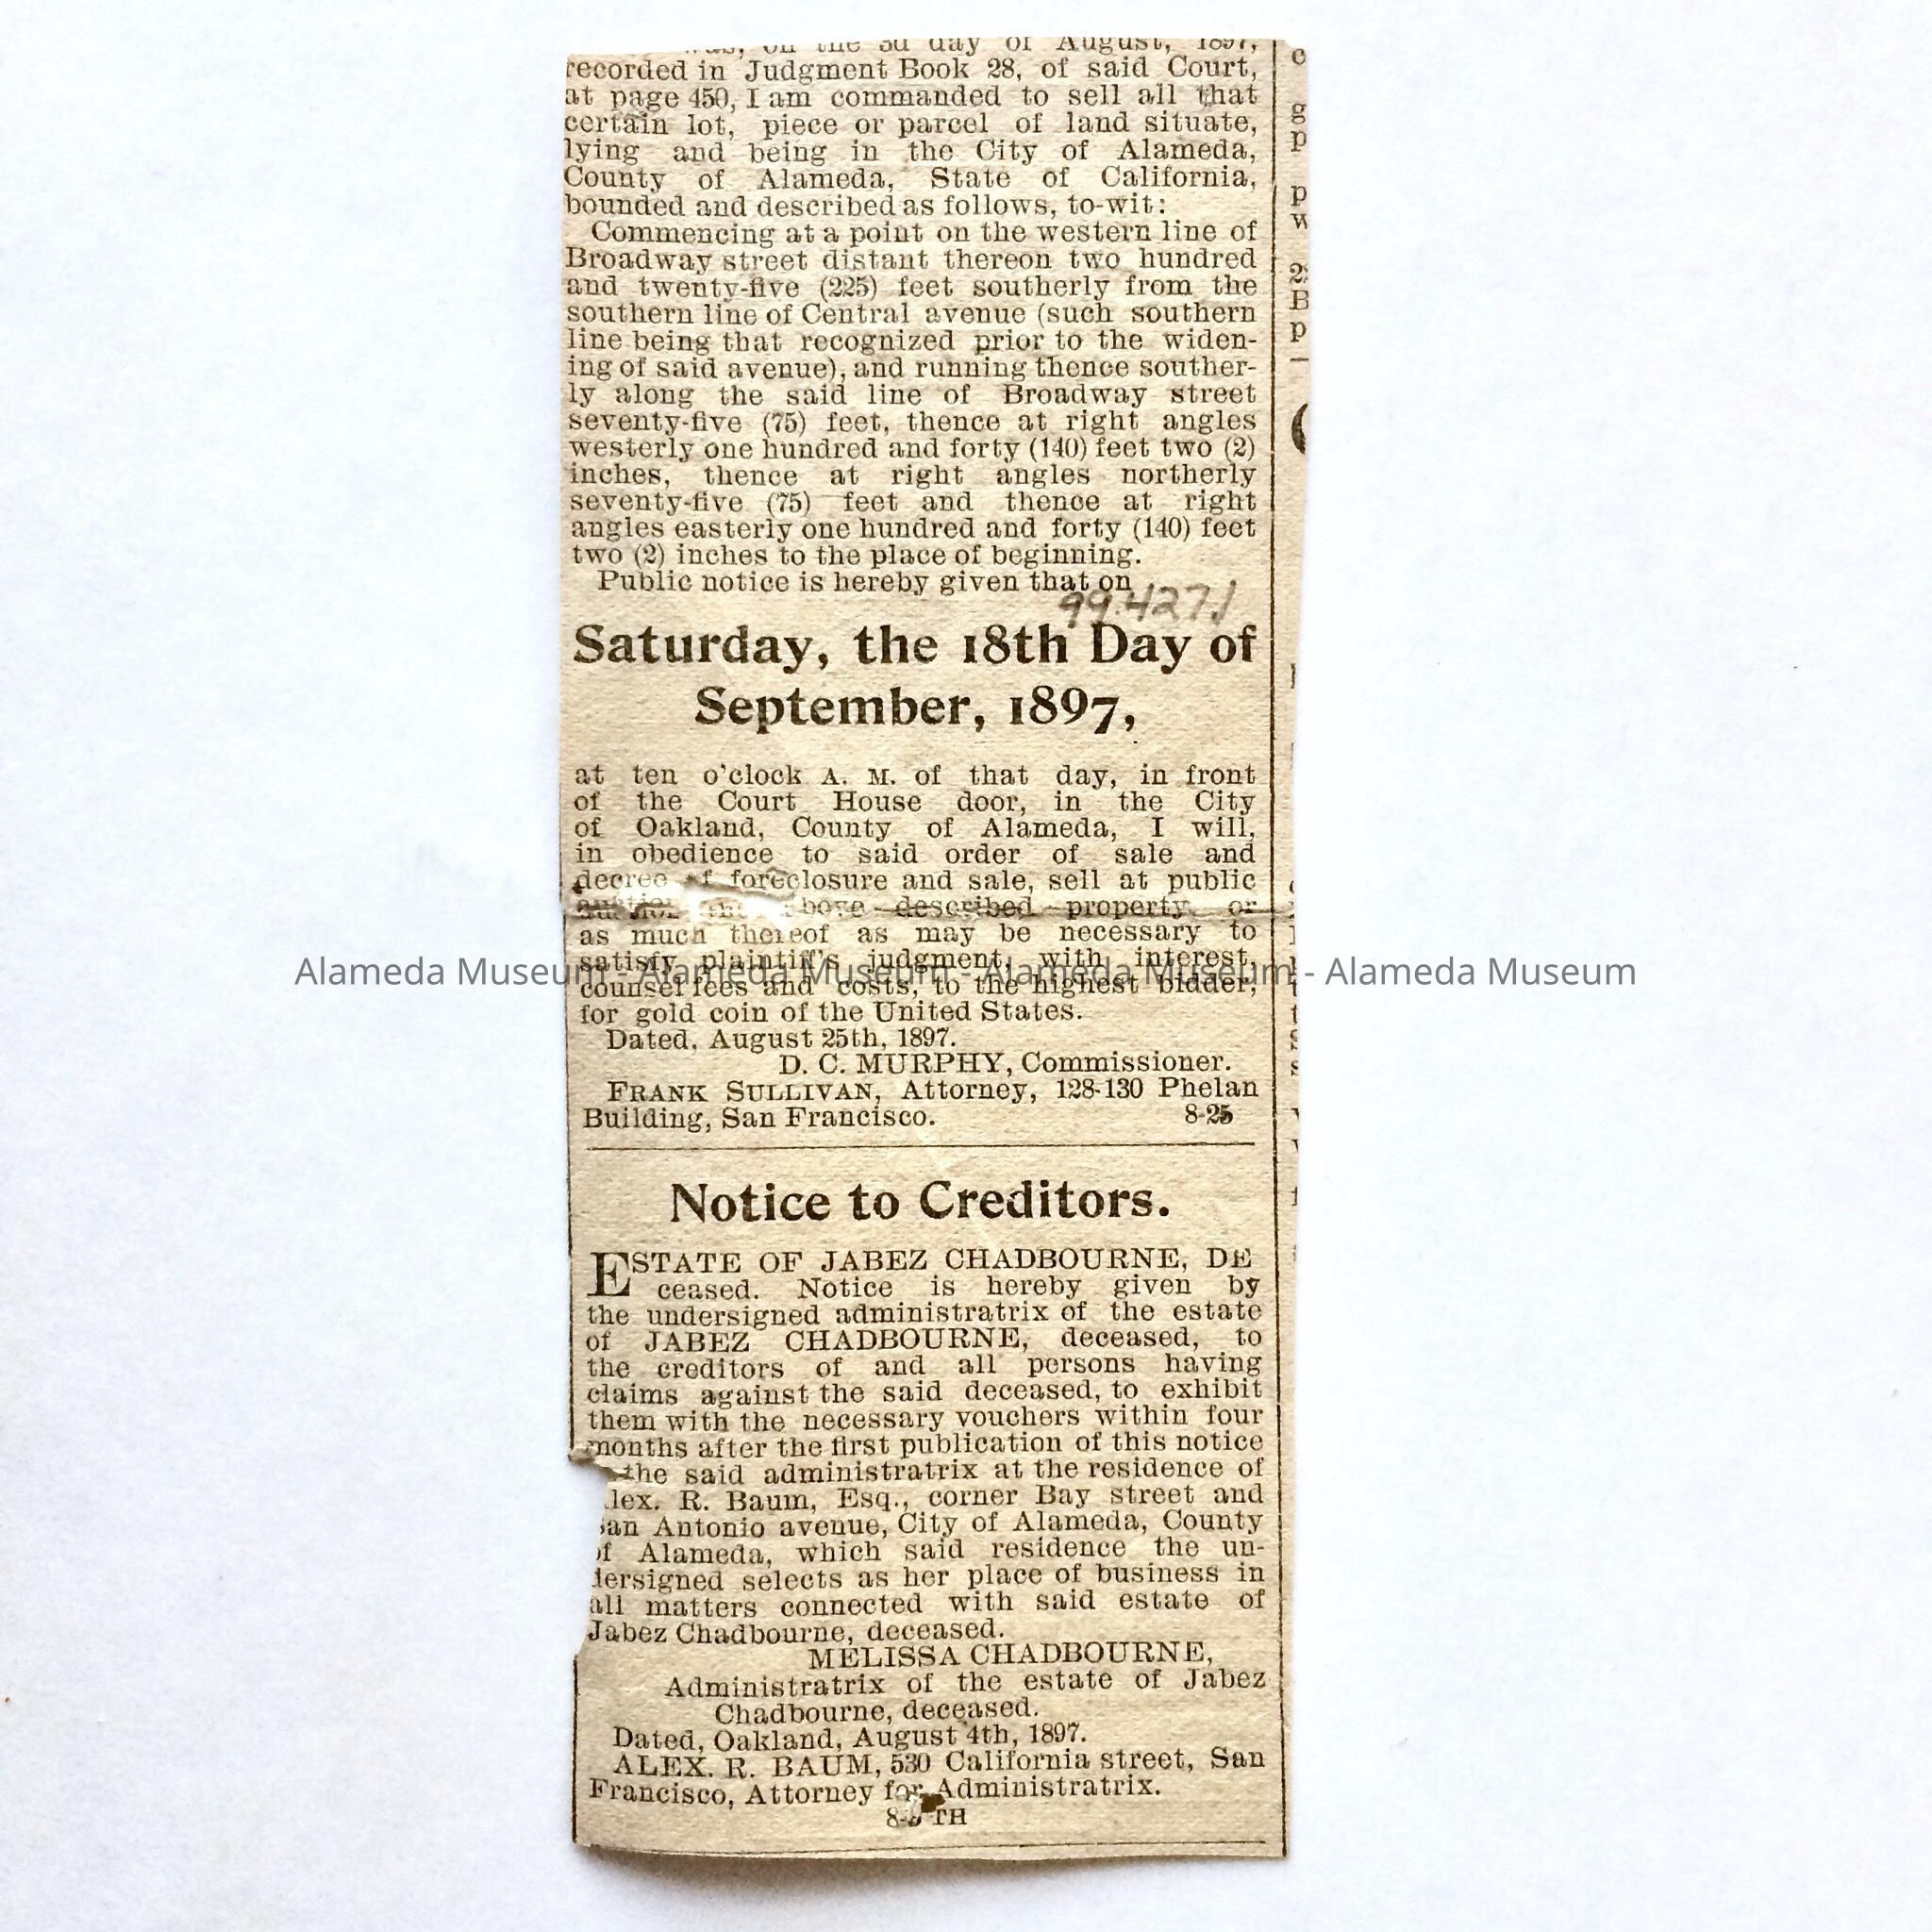 on the 3d day of August, 1897,
recorded in Judgment Book 28, of said Court,
at page 450, I am commanded to sell all that
certain lot, piece or parcel of land situate,
lying and being in the City of Alameda,
County of Alameda, State of California,
bounded and described as follows, to-wit:
Commencing at a point on the western line of
Broadway street distant thereon two hundred
and twenty-five (225) feet southerly from the
southern line of Central avenue (such southern
line being that recognized prior to the widen-
ing of said avenue), and running thence souther-
ly along the said line of Broadway street
seventy-five (75) feet, thence at right angles
westerly one hundred and forty (140) feet two (2)
inches, thence at right angles northerly
seventy-five (75) feet and thence at right
angles easterly one hundred and forty (140) feet
two (2) inches to the place of beginning.
Public notice is hereby given that on
99.427.1
Saturday, the 18th Day of
September, 1897,
at ten o'clock A. M. of that day, in front
of the Court House door, in the City
of Oakland, County of Alameda, I will,
in obedience to said order of sale and
decree of foreclosure and sale, sell at public
auction the above described property, or
as much thereof as may be necessary to
satisfy plaintiff's judgment, with interest,
Alameda Museum - Alameda Museum - Alameda Museum - Alameda Museum
counsel fees and costs, to the highest bidder,
for gold coin of the United States.
Dated, August 25th, 1897.
D. C. MURPHY, Commissioner.
FRANK SULLIVAN, Attorney, 128-130 Phelan
Building, San Francisco. 8-25
Notice to Creditors.
ESTATE OF JABEZ CHADBOURNE, DE
ceased. Notice is hereby given by
the undersigned administratrix of the estate
of JABEZ CHADBOURNE, deceased, to
the creditors of and all persons having
claims against the said deceased, to exhibit
them with the necessary vouchers within four
months after the first publication of this notice
the said administratrix at the residence of
lex. R. Baum, Esq., corner Bay street and
an Antonio avenue, City of Alameda, County
of Alameda, which said residence the un-
dersigned selects as her place of business in
all matters connected with said estate of
Jabez Chadbourne, deceased.
MELISSA CHADBOURNE,
Administratrix of the estate of Jabez
Chadbourne, deceased.
Dated, Oakland, August 4th, 1897.
ALEX. R. BAUM, 530 California street, San
Francisco, Attorney for Administratrix.
TH